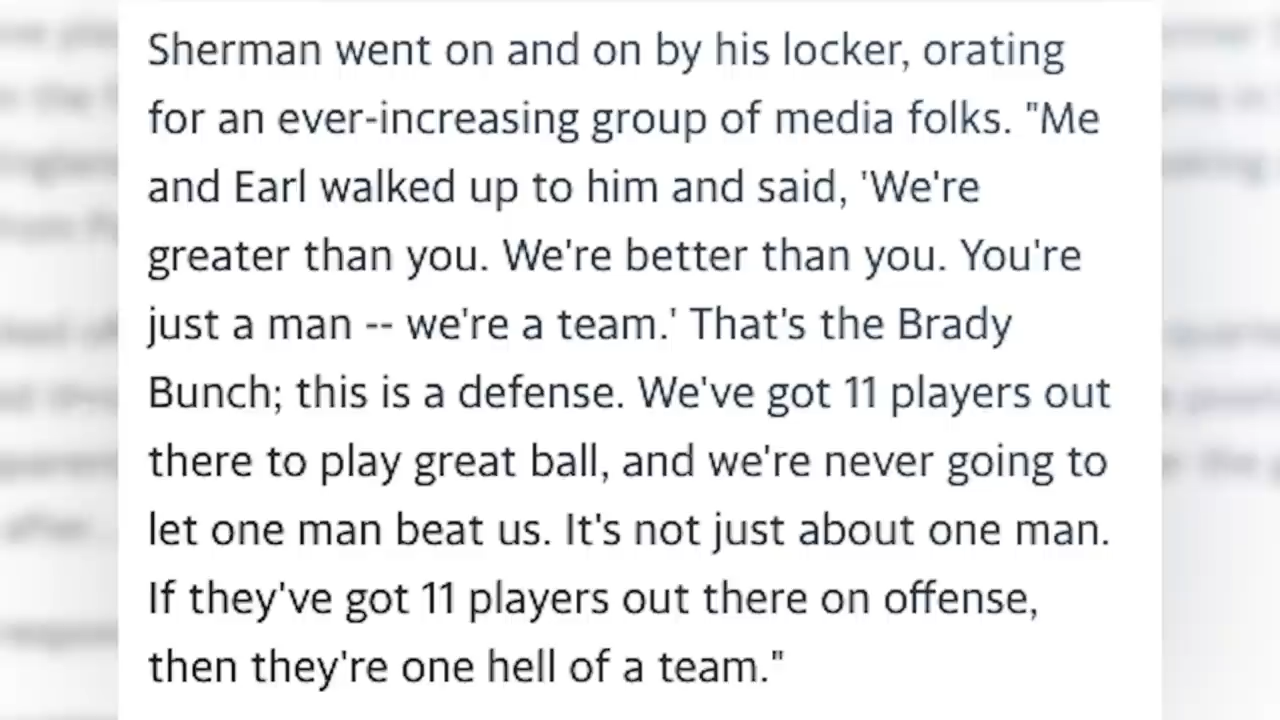 Sherman went on and on by his locker, orating
for an ever-increasing group of media folks. "Me
and Earl walked up to him and said, 'We're
greater than you. We're better than you. You're
just a man -- we're a team.' That's the Brady
Bunch; this is a defense. We've got 11 players out
there to play great ball, and we're never going to
let one man beat us. It's not just about one man.
If they've got 11 players out there on offense,
then they're one hell of a team."